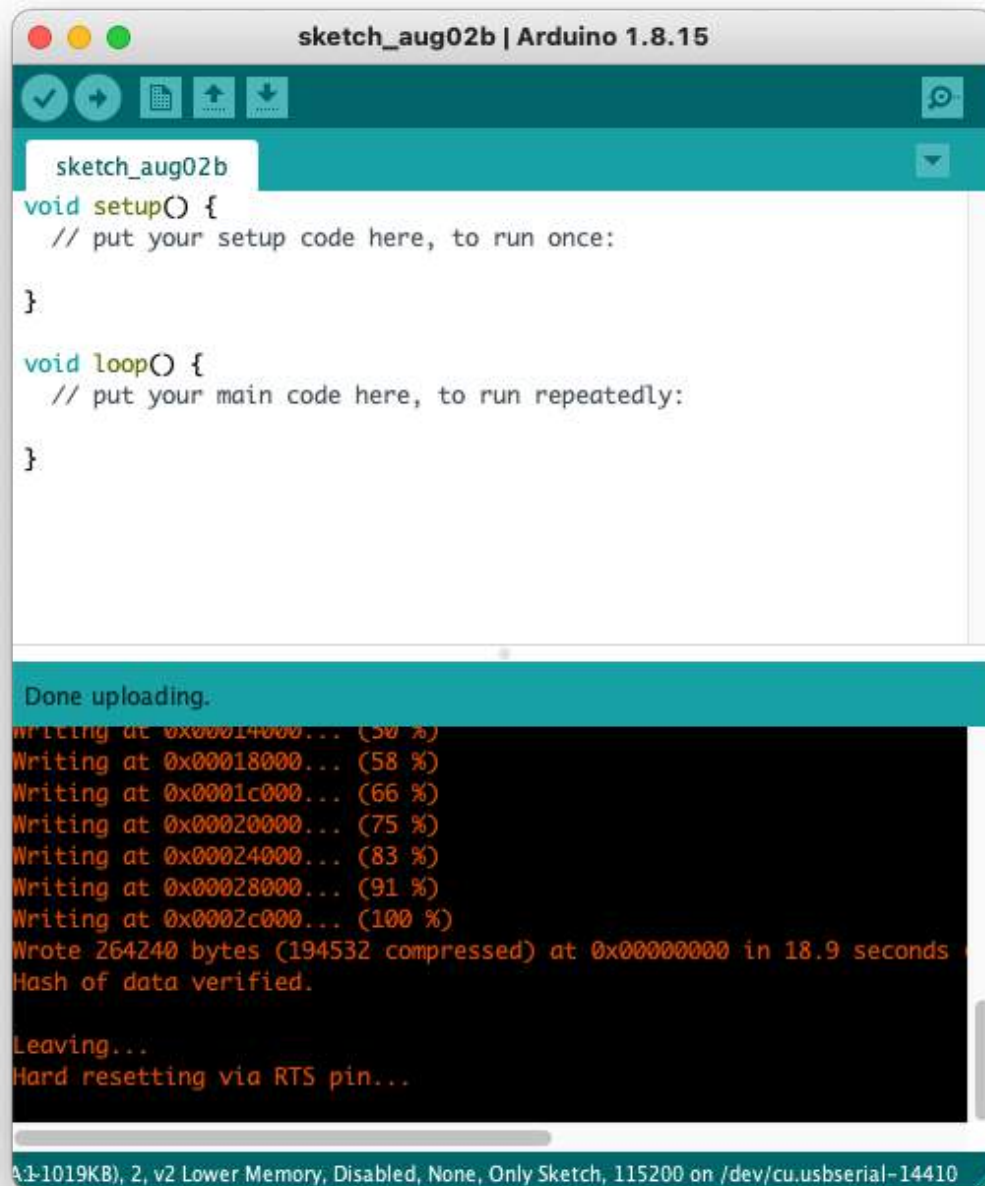 sketch_aug02b | Arduino 1.8.15
sketch_aug02b
void setup() {
// put your setup code here, to run once:
}
void loop() {
// put your main code here, to run repeatedly:
}
Done uploading.
Writing at 0x00014000... (50 %)
Writing at 0x00018000... (58 %)
Writing at 0x0001c000... (66 %)
Writing at 0x00020000... (75 %)
Writing at 0x00024000... (83 %)
Writing at 0x00028000... (91 %)
Writing at 0x0002c000... (100 %)
Wrote 264240 bytes (194532 compressed) at 0x00000000 in 18.9 seconds
Hash of data verified.
Leaving...
Hard resetting via RTS pin...
1019KB), 2, v2 Lower Memory, Disabled, None, Only Sketch, 115200 on /dev/cu.usbserial-14410